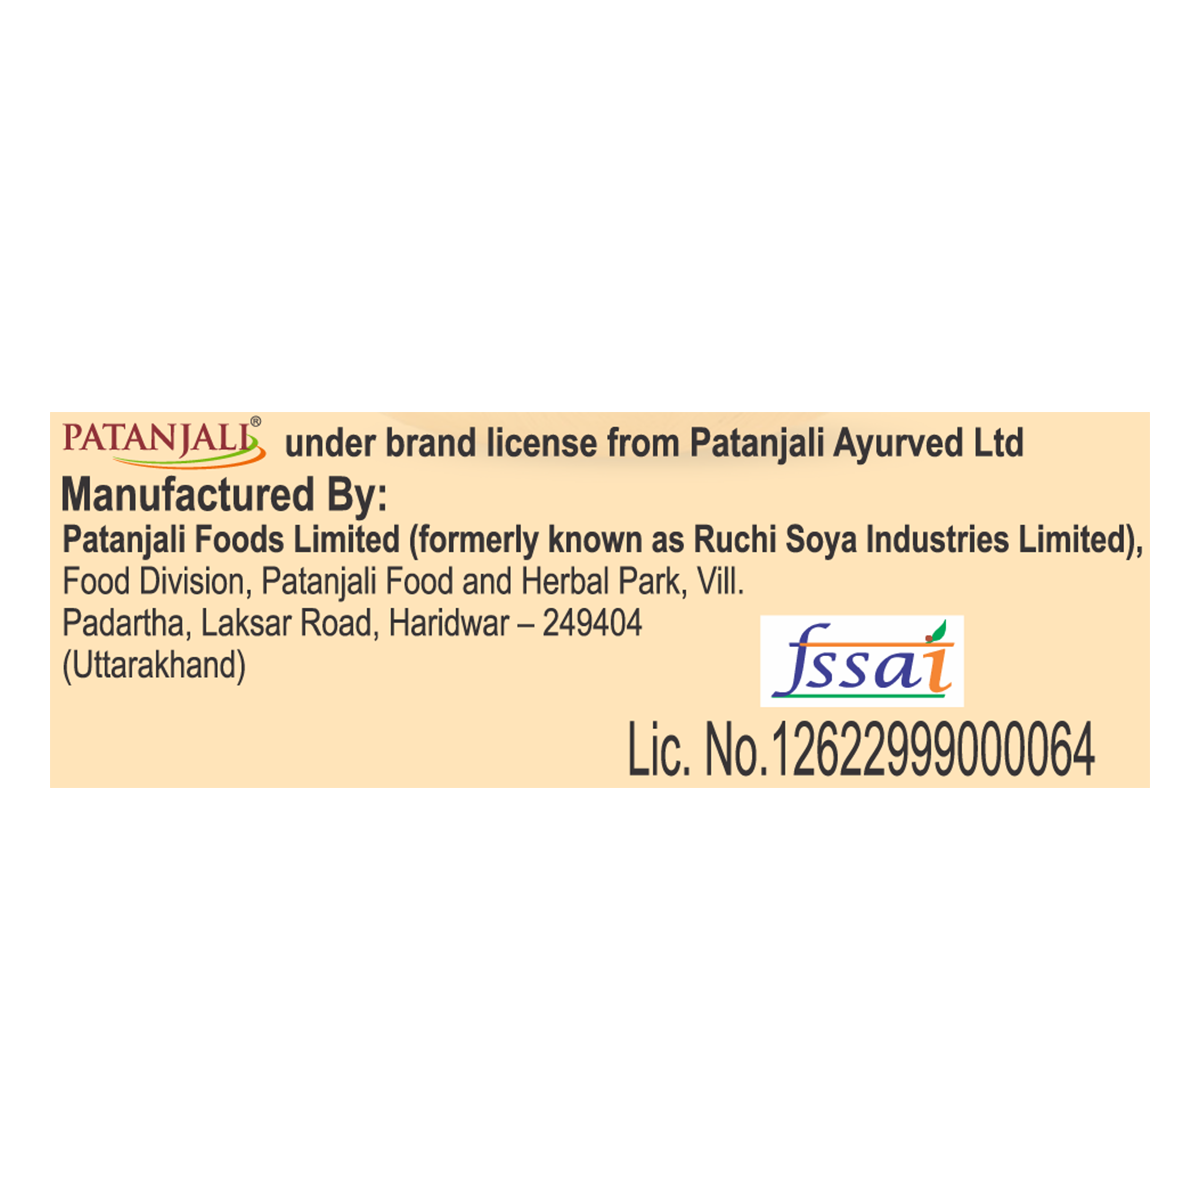 PATANJALI® under brand license from Patanjali Ayurved Ltd
Manufactured By:
Patanjali Foods Limited (formerly known as Ruchi Soya Industries Limited),
Food Division, Patanjali Food and Herbal Park, Vill.
Padartha, Laksar Road, Haridwar – 249404
(Uttarakhand)
fssai
Lic. No.12622999000064